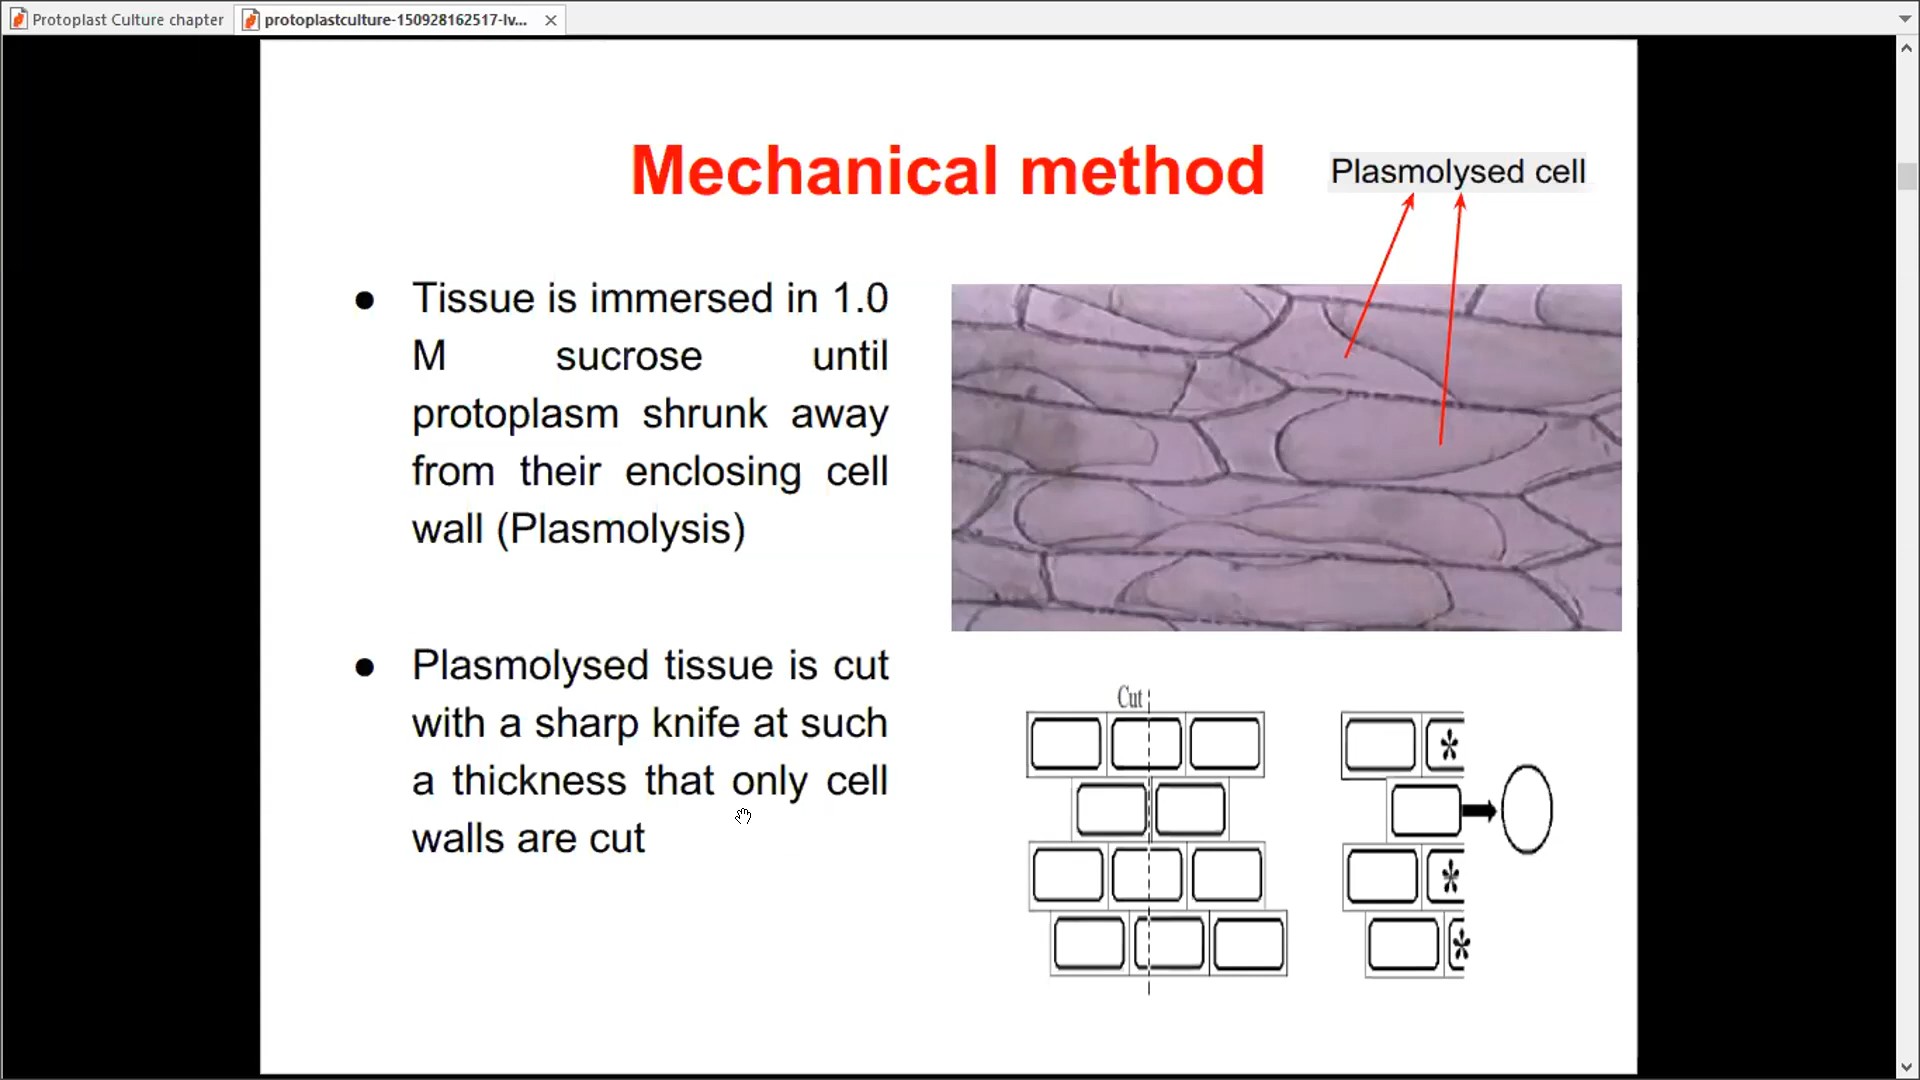 Protoplast Culture chapter
protoplastculture-150928162517-lv...
Mechanical method
Plasmolysed cell
● Tissue is immersed in 1.0
M sucrose until
protoplasm shrunk away
from their enclosing cell
wall (Plasmolysis)
● Plasmolysed tissue is cut
with a sharp knife at such
a thickness that only cell
walls are cut
Cut
*
*
*